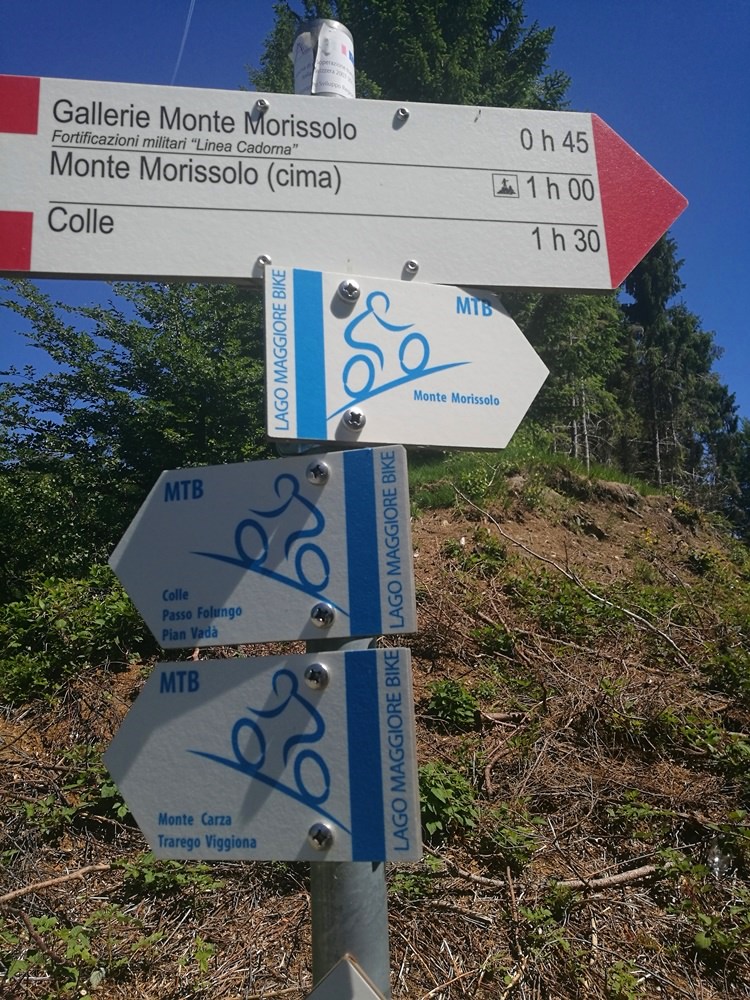 Gallerie Monte Morissolo 0 h 45
Fortificazioni militari "Linea Cadorna"
Monte Morissolo (cima) 1 h 00
Colle 1 h 30
LAGO MAGGIORE BIKE
MTB
Monte Morissolo
MTB
Colle
Passo Folungo
Pian Vadà
LAGO MAGGIORE BIKE
MTB
Monte Carza
Trarego Viggiona
LAGO MAGGIORE BIKE